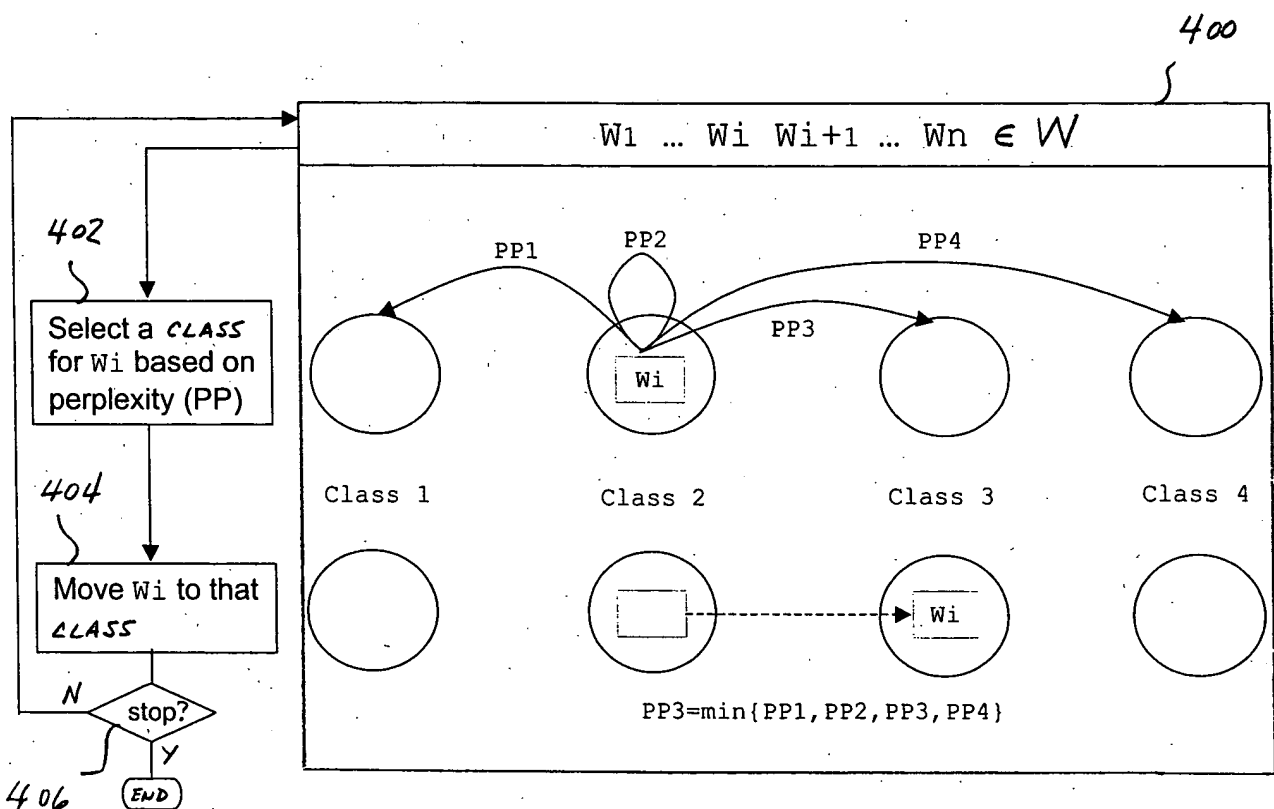 400
W1 ... Wi Wi+1 ... Wn ∈ W
402
PP1
PP2
PP4
PP3
Select a CLASS
for Wi based on
perplexity (PP)
Wi
404
Class 1
Class 2
Class 3
Class 4
Move Wi to that
CLASS
Wi
N
stop?
PP3=min{PP1,PP2,PP3,PP4}
Y
406
END